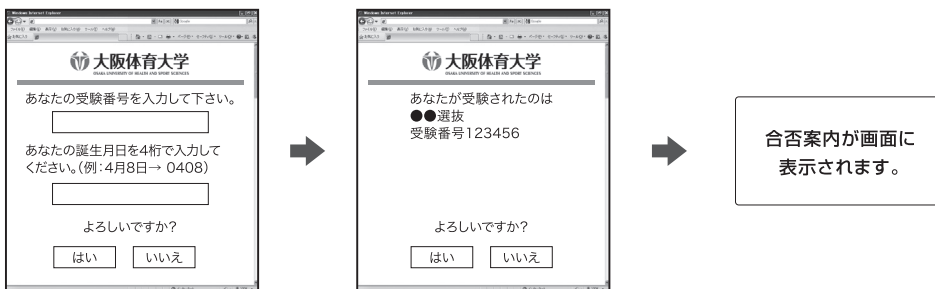 Windows Internet Explorer
大阪体育大学
OSAKA UNIVERSITY OF HEALTH AND SPORT SCIENCES
あなたの受験番号を入力して下さい。
あなたの誕生月日を4桁で入力して
ください。(例:4月8日→ 0408)
よろしいですか?
はい
いいえ
Windows Internet Explorer
大阪体育大学
OSAKA UNIVERSITY OF HEALTH AND SPORT SCIENCES
あなたが受験されたのは
●●選抜
受験番号123456
よろしいですか?
はい
いいえ
合否案内が画面に
表示されます。